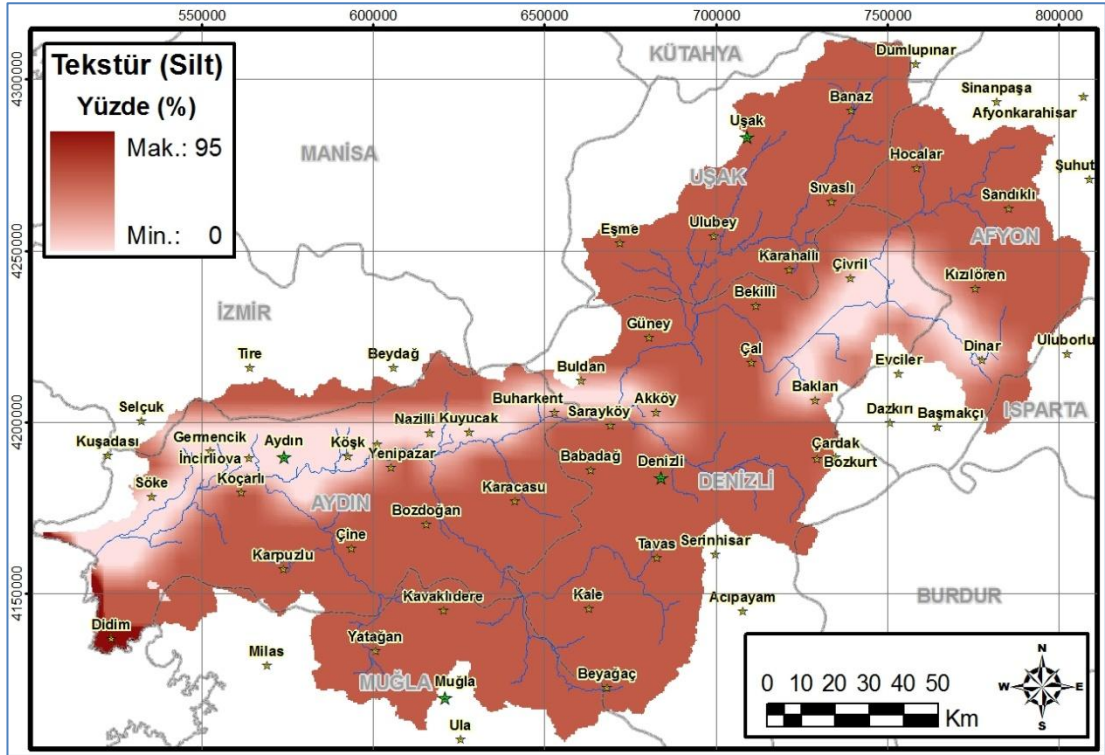 550000 600000 650000 700000 750000 800000
4300000
4250000
4200000
4150000
Tekstür (Silt)
Yüzde (%)
Mak.: 95
Min.: 0
KÜTAHYA
Dumlupınar
Sinanpaşa
Afyonkarahisar
Banaz
Uşak
MANİSA
Hocalar
Şuhut
UŞAK
Sıvaslı
Sandıklı
Eşme
Ulubey
AFYON
Karahallı
Çivril
Kızılören
Bekilli
İZMİR
Güney
Tire
Beydağ
Buldan
Çal
Evciler
Dinar
Uluborlu
Selçuk
Buharkent
Akköy
Baklan
Nazilli
Kuyucak
Sarayköy
Dazkırı
Başmakçı
ISPARTA
Kuşadası
Germencik
Aydın
Köşk
İncirliova
Yenipazar
Babadağ
Denizli
Çardak
Bozkurt
Söke
Koçarlı
DENİZLİ
AYDIN
Karacasu
Bozdoğan
Çine
Tavas
Serinhisar
Karpuzlu
Kavaklıdere
Kale
Acıpayam
BURDUR
Didim
Milas
Yatağan
MUĞLA
Muğla
Beyağaç
Ula
N
W E
S
0 10 20 30 40 50
Km